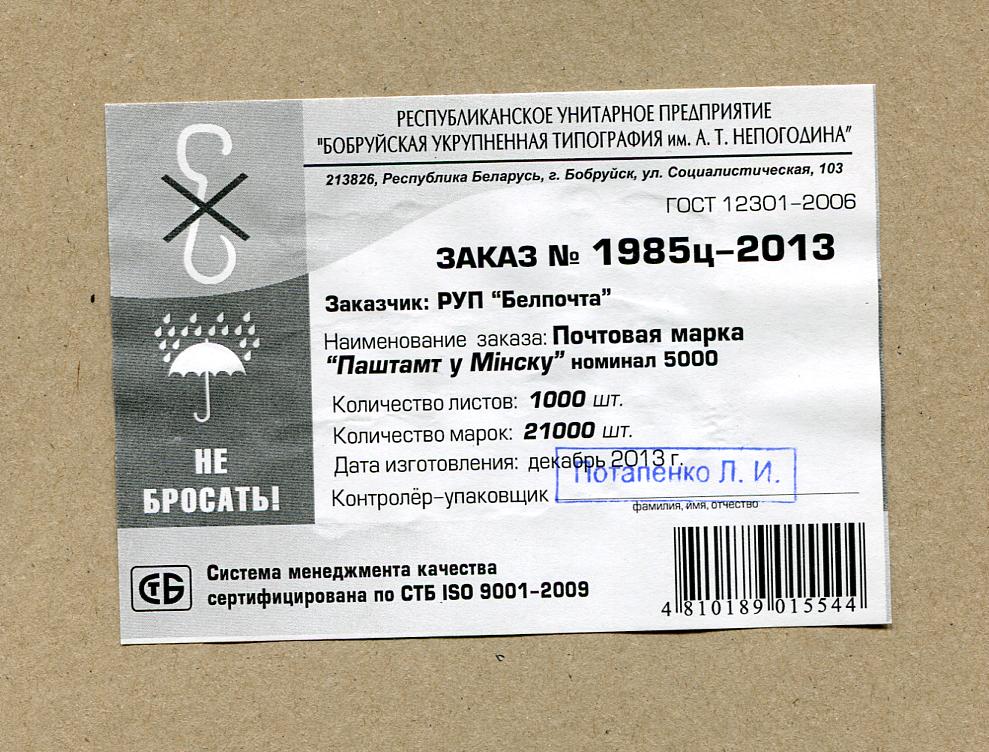 РЕСПУБЛИКАНСКОЕ УНИТАРНОЕ ПРЕДПРИЯТИЕ
"БОБРУЙСКАЯ УКРУПНЕННАЯ ТИПОГРАФИЯ им. А. Т. НЕПОГОДИНА"
213826, Республика Беларусь, г. Бобруйск, ул. Социалистическая, 103
ГОСТ 12301-2006
ЗАКАЗ № 1985ц-2013
Заказчик: РУП "Белпочта"
Наименование заказа: Почтовая марка
"Паштамт у Мінску" номинал 5000
Количество листов: 1000 шт.
Количество марок: 21000 шт.
Дата изготовления: декабрь 2013 г.
Контролёр-упаковщик Потапенко Л. И.
фамилия, имя, отчество
НЕ
БРОСАТЬ!
СТБ
Система менеджмента качества
сертифицирована по СТБ ISO 9001-2009
4 810189 015544